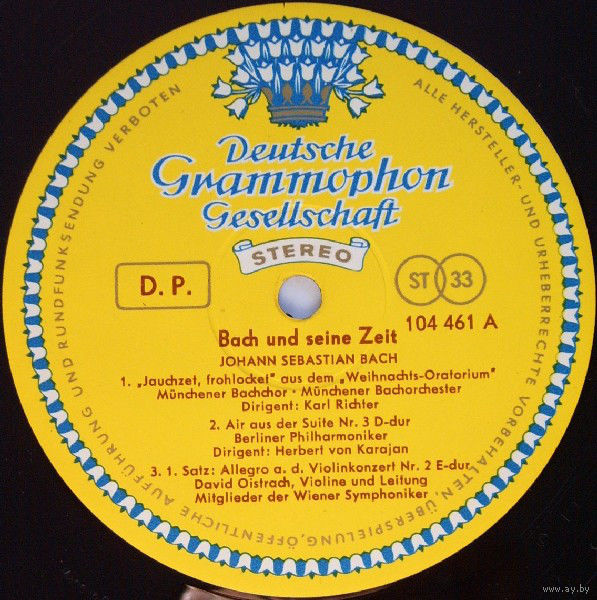 ALLE HERSTELLER- UND URHEBERRECHTE VORBEHALTEN, ÜBERSPIELUNG, ÖFFENTLICHE AUFFÜHRUNG UND RUNDFUNKSENDUNG VERBOTEN
Deutsche
Grammophon
Gesellschaft
STEREO
D. P.
ST 33
104 461 A
Bach und seine Zeit
JOHANN SEBASTIAN BACH
1. „Jauchzet, frohlocket" aus dem „Weihnachts-Oratorium"
Münchener Bachchor · Münchener Bachorchester
Dirigent: Karl Richter
2. Air aus der Suite Nr. 3 D-dur
Berliner Philharmoniker
Dirigent: Herbert von Karajan
3. 1. Satz: Allegro a. d. Violinkonzert Nr. 2 E-dur
David Oistrach, Violine und Leitung
Mitglieder der Wiener Symphoniker
www.ay.by